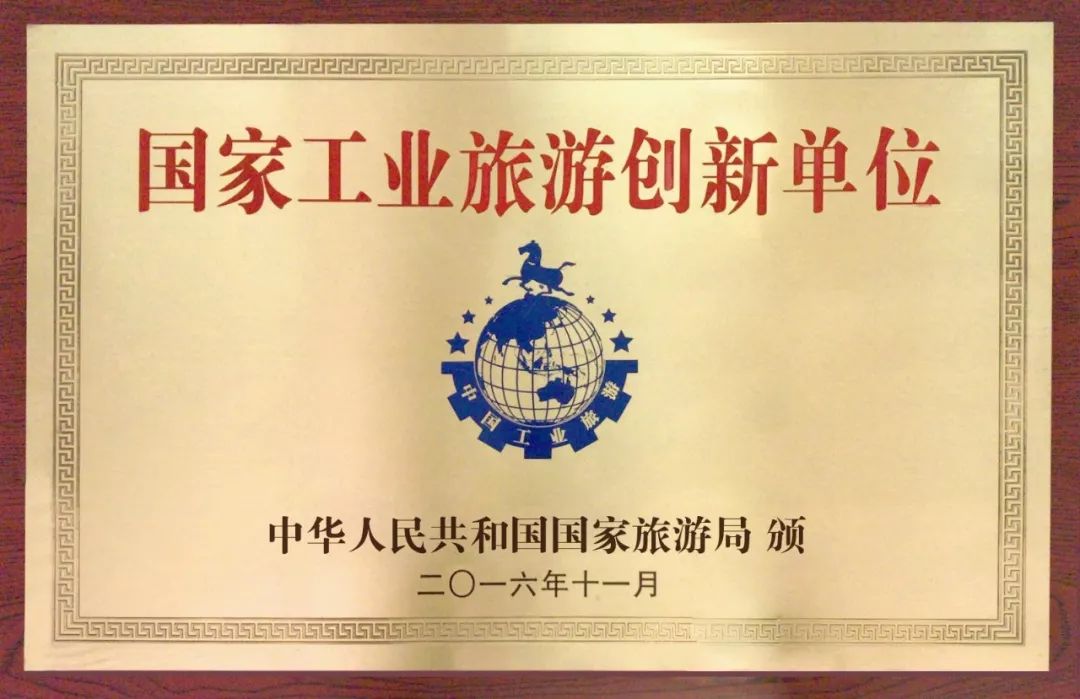 国家工业旅游创新单位
中国工业旅游
中华人民共和国国家旅游局 颁
二〇一六年十一月